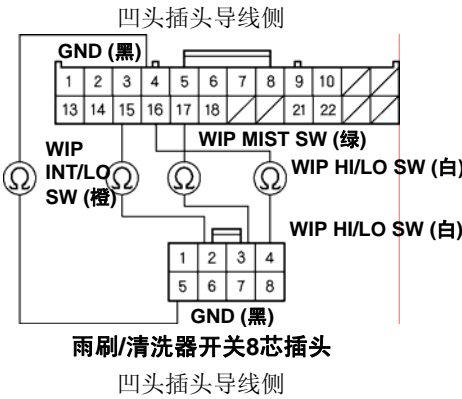 凹头插头导线侧
GND (黑)
1 2 3 4 5 6 7 8 9 10
13 14 15 16 17 18 21 22
WIP MIST SW (绿)
WIP
INT/LO
SW (橙)
WIP HI/LO SW (白)
Ω Ω Ω Ω
WIP HI/LO SW (白)
1 2 3 4
5 6 7 8
GND (黑)
雨刷/清洗器开关8芯插头
凹头插头导线侧